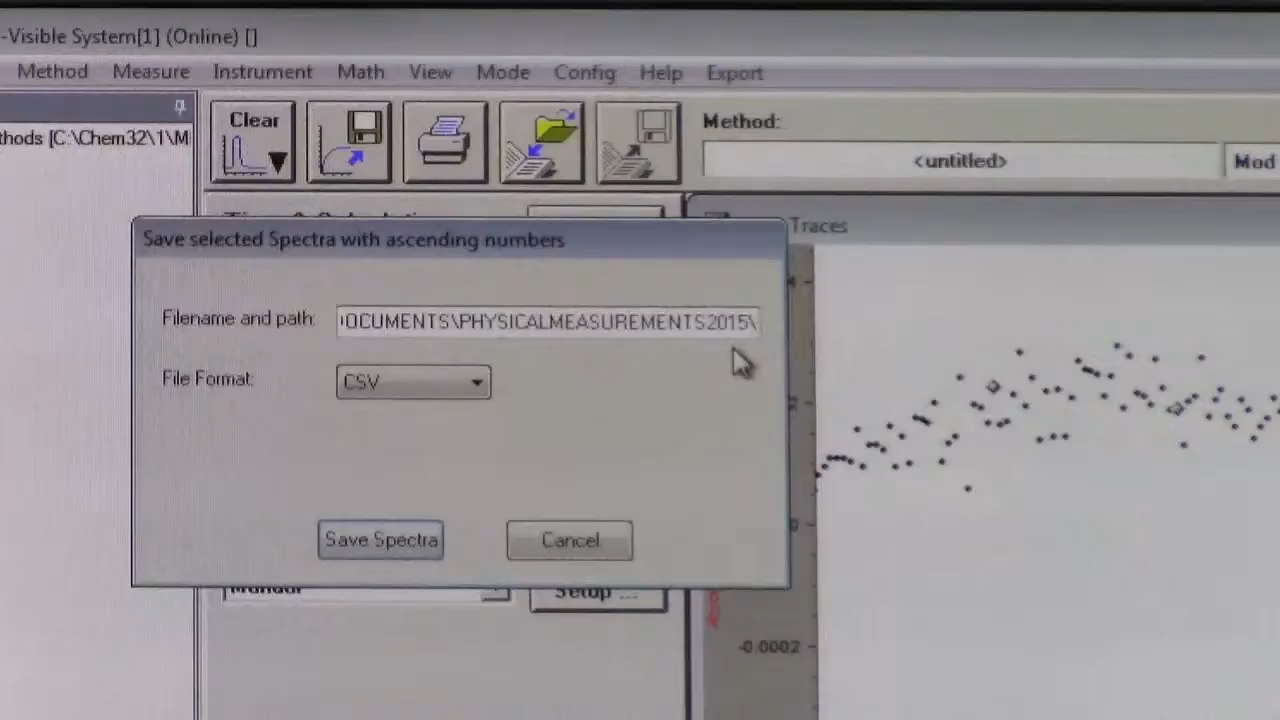 -Visible System[1] (Online) []
Method Measure Instrument Math View Mode Config Help Export
Clear
Method:
thods [C:\Chem32\1\M
<untitled>
Mod
Traces
Save selected Spectra with ascending numbers
Filename and path:
OCUMENTS\PHYSICALMEASUREMENTS2015\
File Format:
CSV
Save Spectra
Cancel
Setup ...
-0.0002